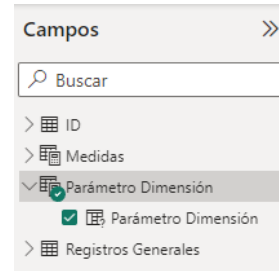 Campos
Buscar
ID
Medidas
Parámetro Dimensión
Parámetro Dimensión
Registros Generales